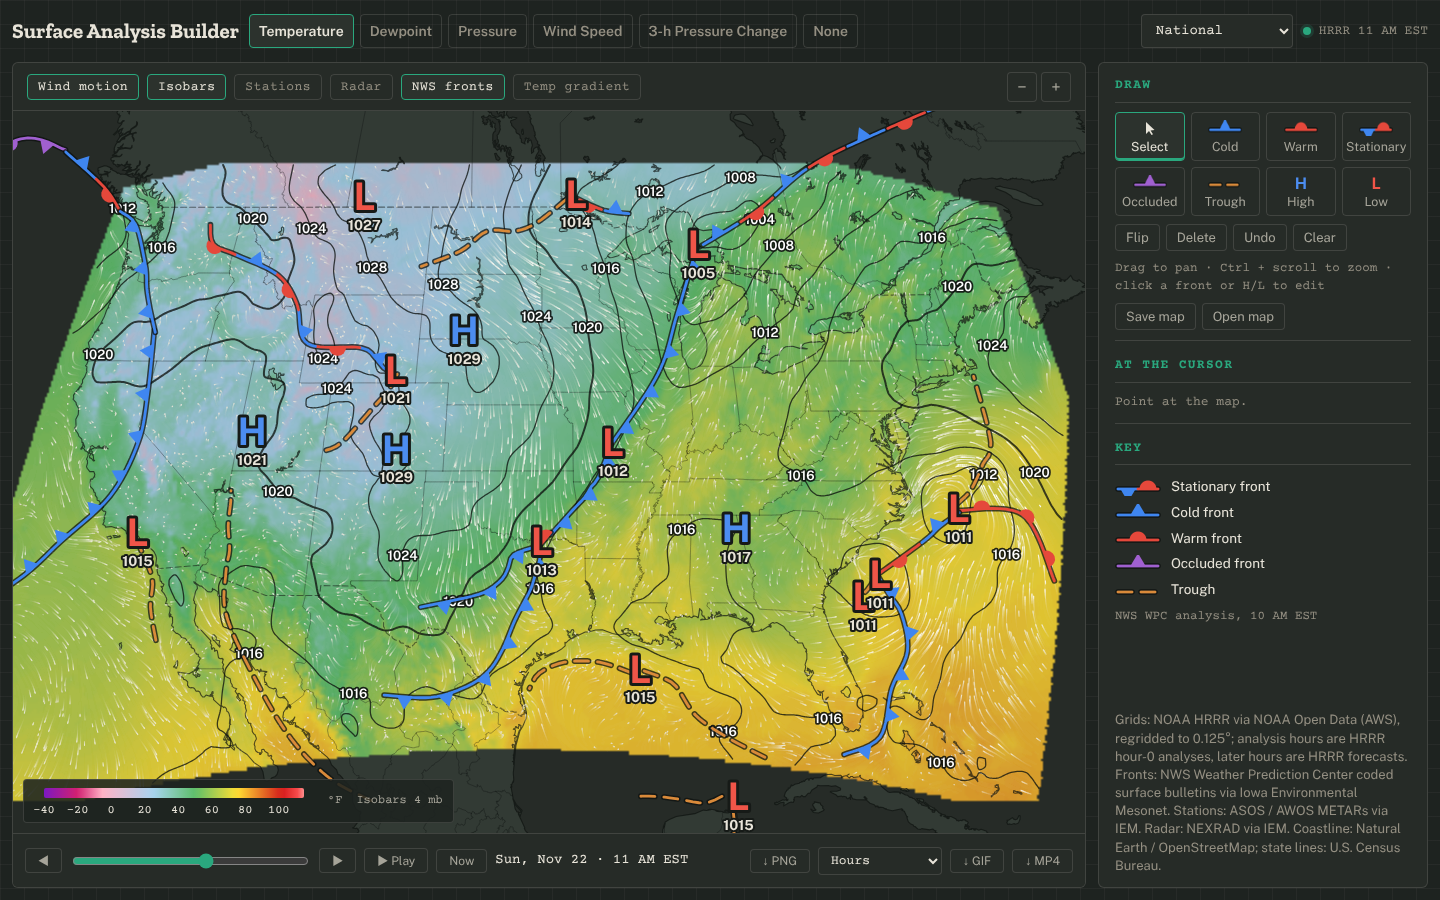 Surface Analysis Builder
Temperature
Dewpoint
Pressure
Wind Speed
3-h Pressure Change
None
National
HRRR 11 AM EST
Wind motion
Isobars
Stations
Radar
NWS fronts
Temp gradient
−
+
1012
1016
1020
1024
L
1027
1028
L
1014
1012
1008
1004
1008
L
1005
1016
1016
1020
1028
1024
1020
H
1029
1012
1024
1020
1024
1024
L
1021
H
1021
H
1029
1020
L
1012
1016
1012
1020
L
1015
1024
L
1013
1016
1016
H
1017
L
1011
1016
L
1011
L
1011
1020
1016
1016
L
1015
1016
1016
1016
L
1015
−40
−20
0
20
40
60
80
100
°F
Isobars 4 mb
◀
▶
▶ Play
Now
Sun, Nov 22 · 11 AM EST
↓ PNG
Hours
↓ GIF
↓ MP4
DRAW
Select
Cold
Warm
Stationary
Occluded
Trough
H
High
L
Low
Flip
Delete
Undo
Clear
Drag to pan · Ctrl + scroll to zoom ·
click a front or H/L to edit
Save map
Open map
AT THE CURSOR
Point at the map.
KEY
Stationary front
Cold front
Warm front
Occluded front
Trough
NWS WPC analysis, 10 AM EST
Grids: NOAA HRRR via NOAA Open Data (AWS),
regridded to 0.125°; analysis hours are HRRR
hour-0 analyses, later hours are HRRR forecasts.
Fronts: NWS Weather Prediction Center coded
surface bulletins via Iowa Environmental
Mesonet. Stations: ASOS / AWOS METARs via
IEM. Radar: NEXRAD via IEM. Coastline: Natural
Earth / OpenStreetMap; state lines: U.S. Census
Bureau.